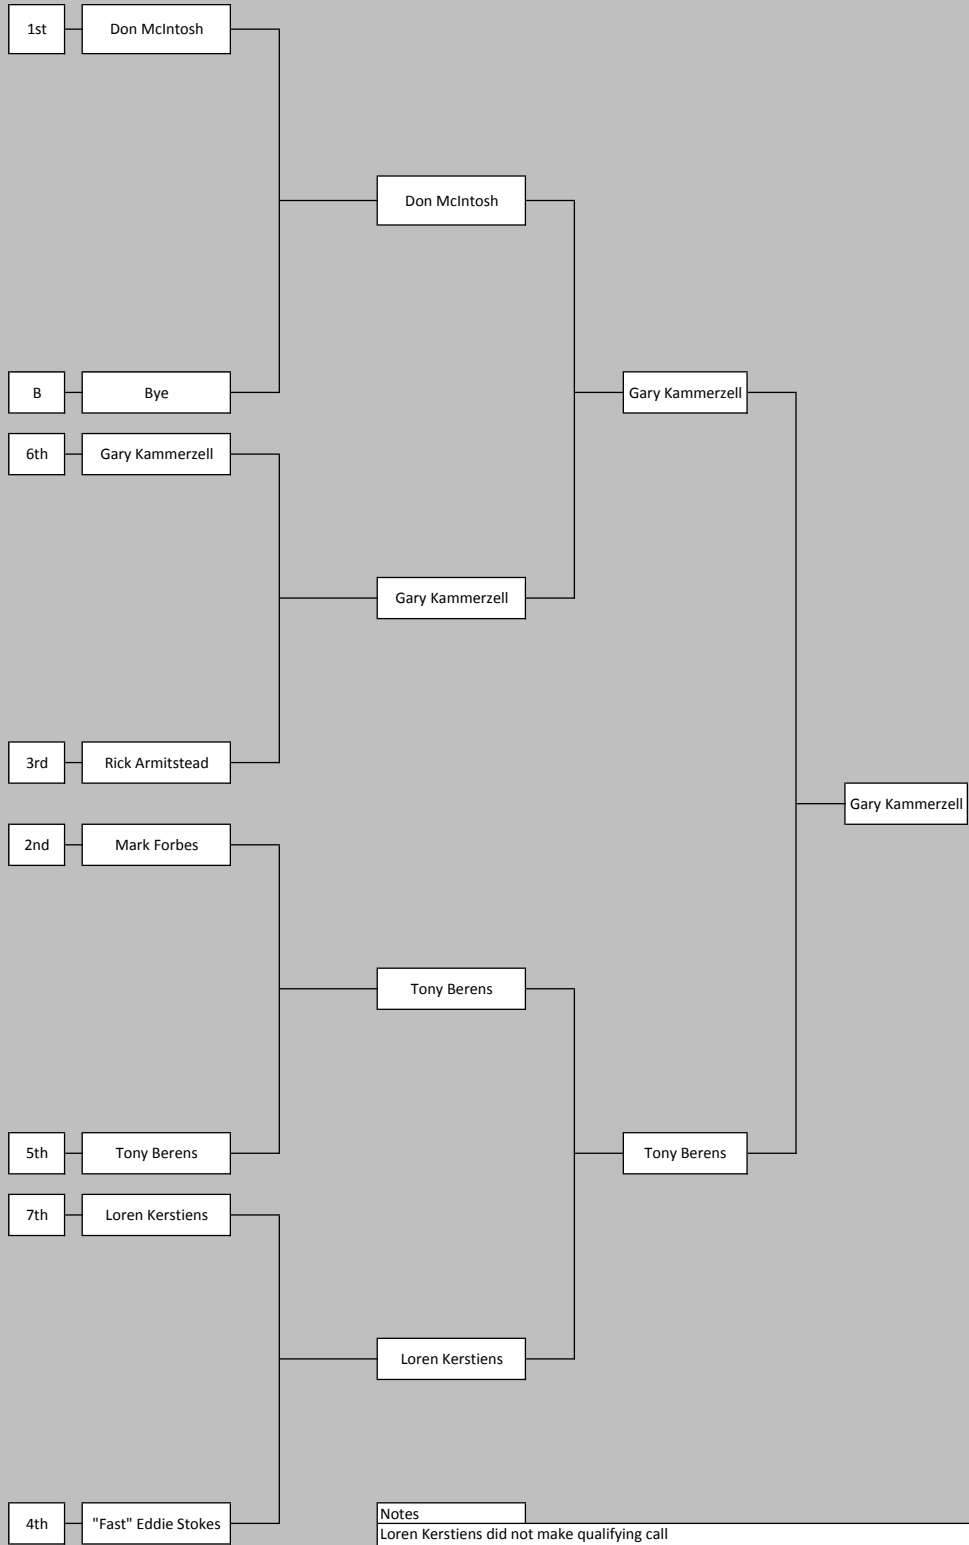 1st Don McIntosh
Don McIntosh
B Bye
Gary Kammerzell
6th Gary Kammerzell
Gary Kammerzell
3rd Rick Armitstead
Gary Kammerzell
2nd Mark Forbes
Tony Berens
5th Tony Berens
Tony Berens
7th Loren Kerstiens
Loren Kerstiens
4th "Fast" Eddie Stokes
Notes
Loren Kerstiens did not make qualifying call